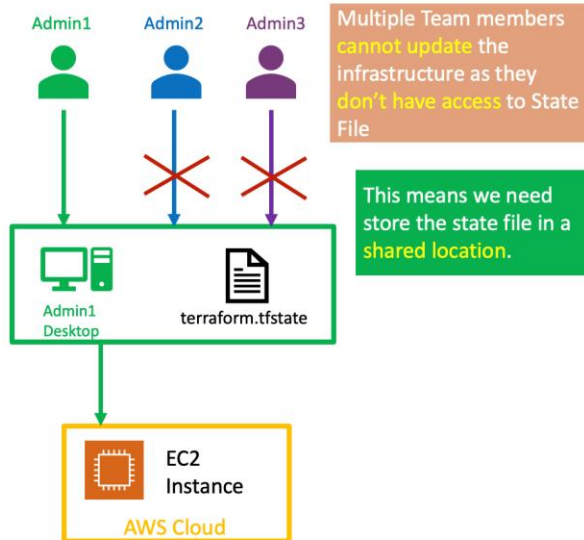 Admin1
Admin2
Admin3
Multiple Team members
cannot update the
infrastructure as they
don't have access to State
File
This means we need
store the state file in a
shared location.
Admin1
Desktop
terraform.tfstate
EC2
Instance
AWS Cloud